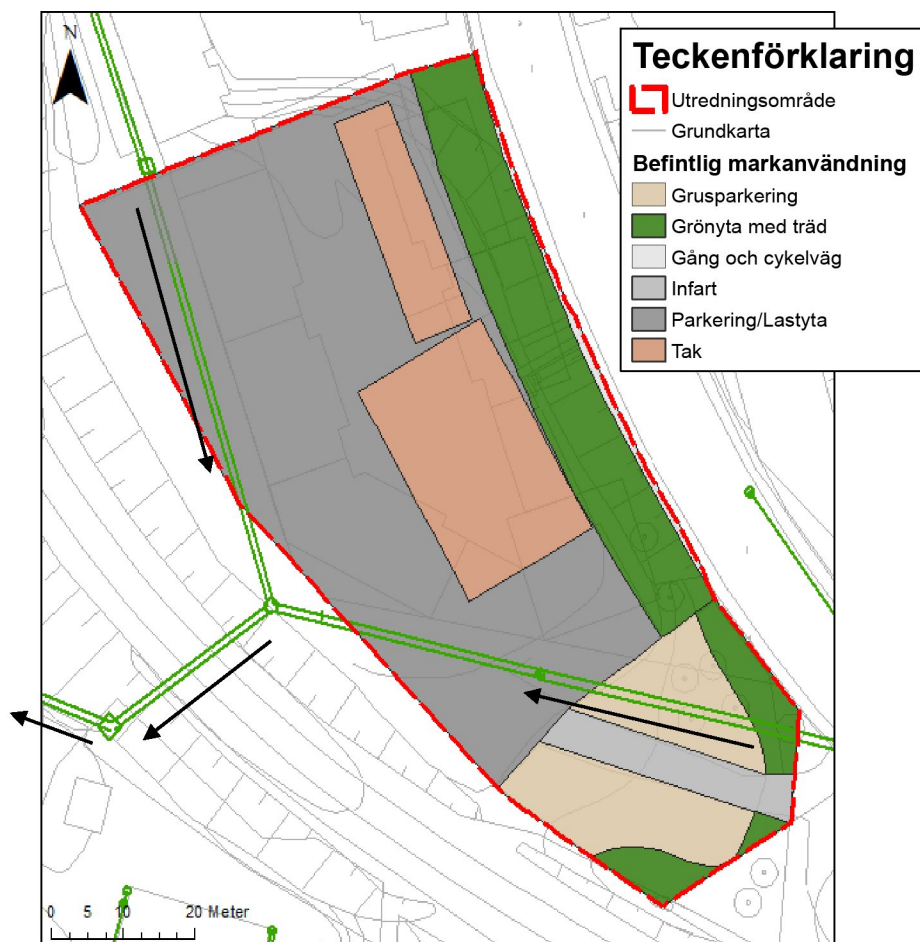 N
Teckenförklaring
Utredningsområde
Grundkarta
Befintlig markanvändning
Grusparkering
Grönyta med träd
Gång och cykelväg
Infart
Parkering/Lastyta
Tak
0 5 10 20 Meter